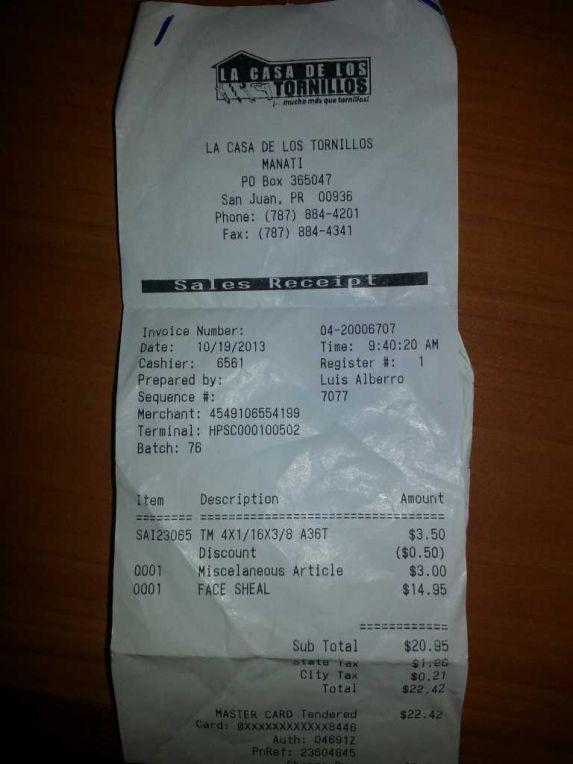 LA CASA DE LOS
TORNILLOS
¡... mucho más que tornillos!
LA CASA DE LOS TORNILLOS
MANATI
PO Box 365047
San Juan, PR 00936
Phone: (787) 884-4201
Fax: (787) 884-4341
Sales Receipt
Invoice Number: 04-20006707
Date: 10/19/2013 Time: 9:40:20 AM
Cashier: 6561 Register #: 1
Prepared by: Luis Alberro
Sequence #: 7077
Merchant: 4549106554199
Terminal: HPSC000100502
Batch: 76
Item Description Amount
======== ================================
SAI23065 TM 4X1/16X3/8 A36T $3.50
Discount ($0.50)
0001 Miscelaneous Article $3.00
0001 FACE SHEAL $14.95
============
Sub Total $20.95
State Tax $1.26
City Tax $0.21
Total $22.42
MASTER CARD Tendered $22.42
Card: @XXXXXXXXXXXX8446
Auth: 04691Z
PnRef: 23604845